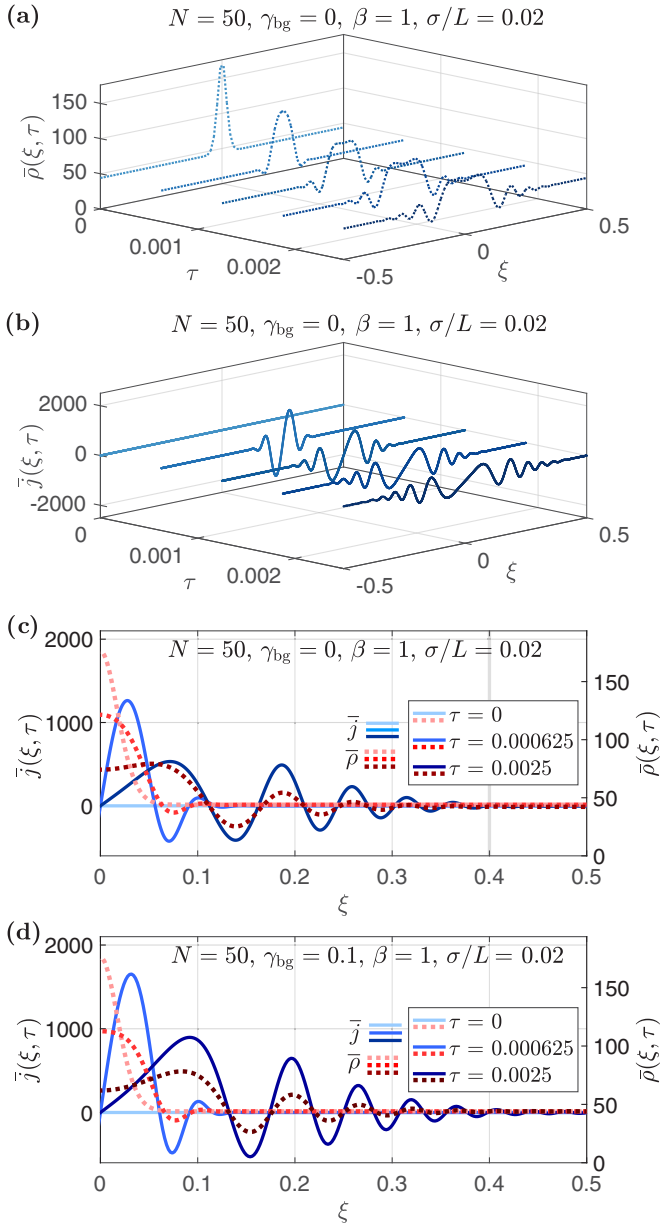 (a)
N = 50, γbg = 0, β = 1, σ/L = 0.02
150
100
50
0
ρ̅(ξ, τ)
0
0.001
0.002
τ
-0.5
0
0.5
ξ
(b)
N = 50, γbg = 0, β = 1, σ/L = 0.02
2000
0
-2000
j̅(ξ, τ)
0
0.001
0.002
τ
-0.5
0
0.5
ξ
(c)
N = 50, γbg = 0, β = 1, σ/L = 0.02
2000
1000
0
j̅(ξ, τ)
j̅
ρ̅
τ = 0
τ = 0.000625
τ = 0.0025
150
100
50
0
ρ̅(ξ, τ)
0 0.1 0.2 0.3 0.4 0.5
ξ
(d)
N = 50, γbg = 0.1, β = 1, σ/L = 0.02
2000
1000
0
j̅(ξ, τ)
j̅
ρ̅
τ = 0
τ = 0.000625
τ = 0.0025
150
100
50
0
ρ̅(ξ, τ)
0 0.1 0.2 0.3 0.4 0.5
ξ